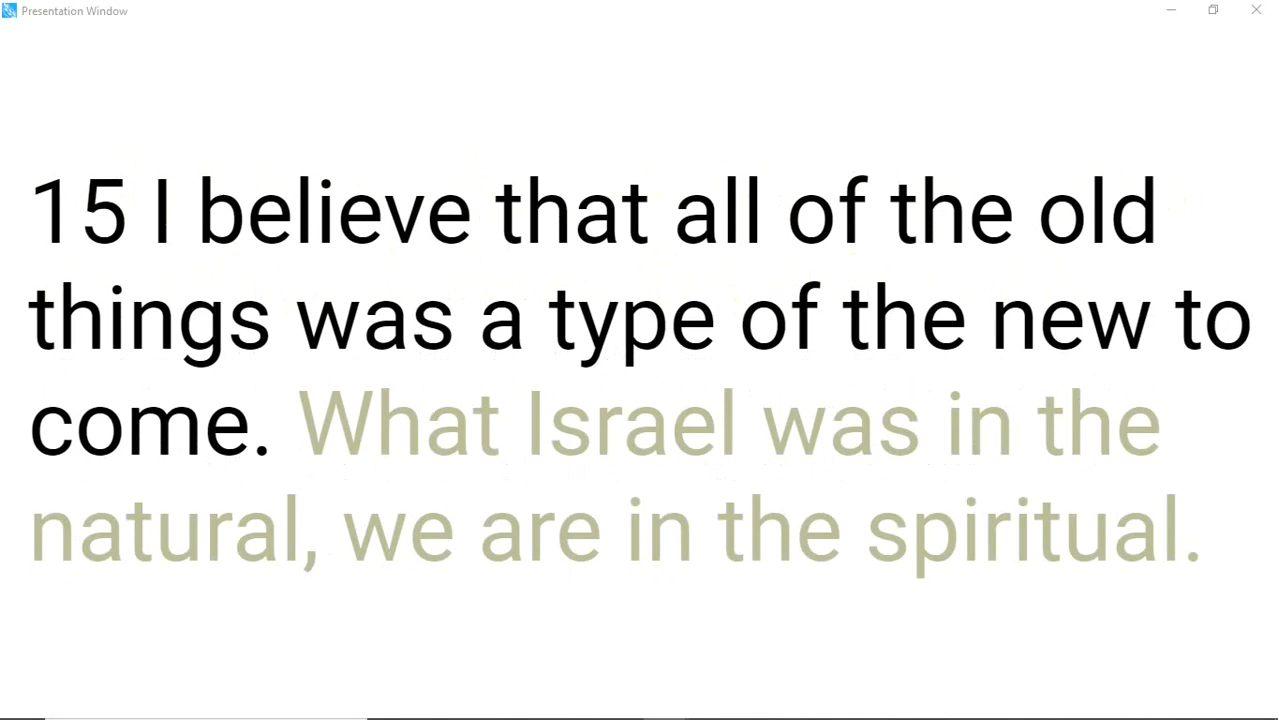 Presentation Window
15 I believe that all of the old
things was a type of the new to
come. What Israel was in the
natural, we are in the spiritual.